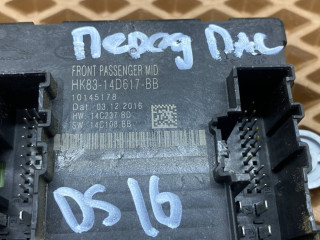 Перед ПАС
FRONT PASSENGER MID
HK83-14D617-BB
10145178
Dat: 03.12.2016
HW: 14C237 BD
SW: 14C108 BB
DS 16